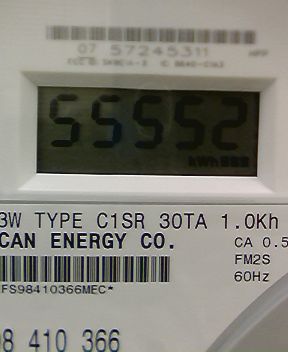 07 57245311
55552
kWh
3W TYPE C1SR 30TA 1.0Kh
CAN ENERGY CO.
CA 0.5
FM2S
60Hz
FS98410366MEC*
98 410 366